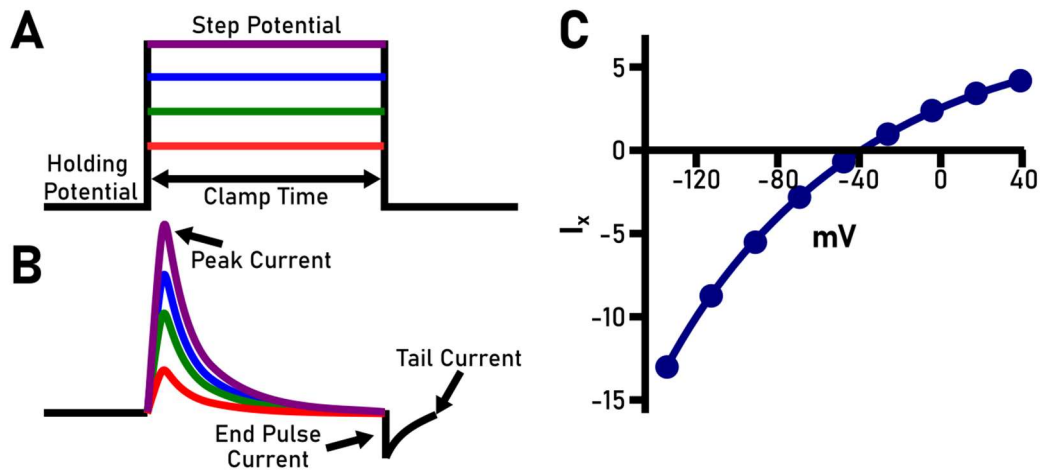 A
Step Potential
Holding
Potential
Clamp Time
B
Peak Current
Tail Current
End Pulse
Current
C
5
0
-5
-10
-15
-120
-80
-40
0
40
Ix
mV